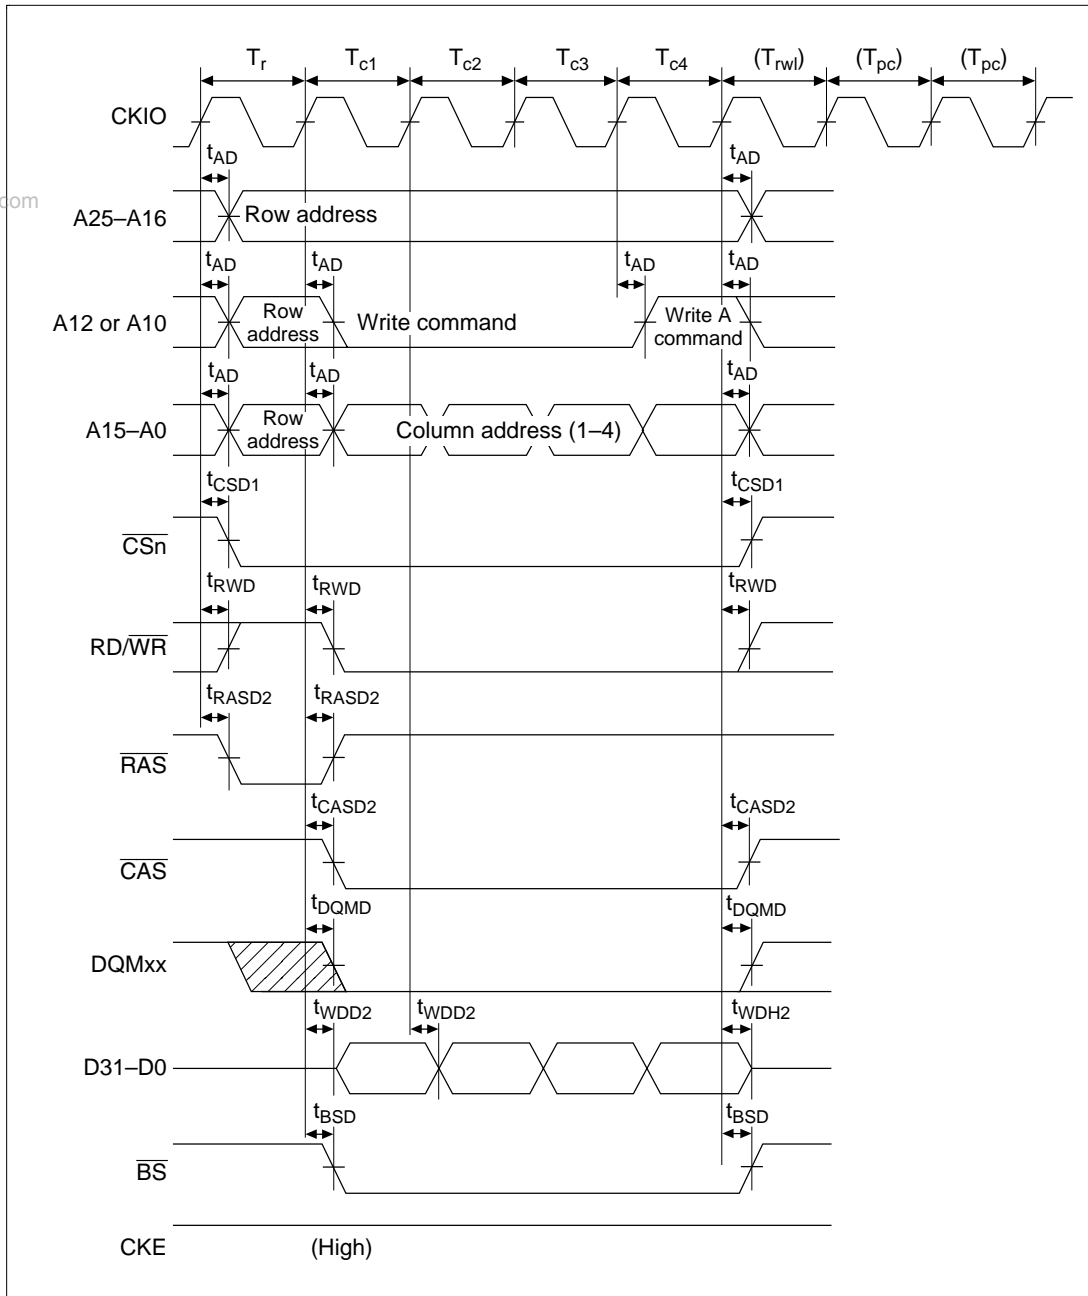 Tr Tc1 Tc2 Tc3 Tc4 (Trwl) (Tpc) (Tpc)
CKIO
tAD tAD
com
A25–A16 Row address
tAD tAD tAD tAD
A12 or A10 Row address Write command Write A command
tAD tAD tAD
A15–A0 Row address Column address (1–4)
tCSD1 tCSD1
CSn
tRWD tRWD tRWD
RD/WR
tRASD2 tRASD2
RAS
tCASD2 tCASD2
CAS
tDQMD tDQMD
DQMxx
tWDD2 tWDD2 tWDH2
D31–D0
tBSD tBSD
BS
CKE (High)